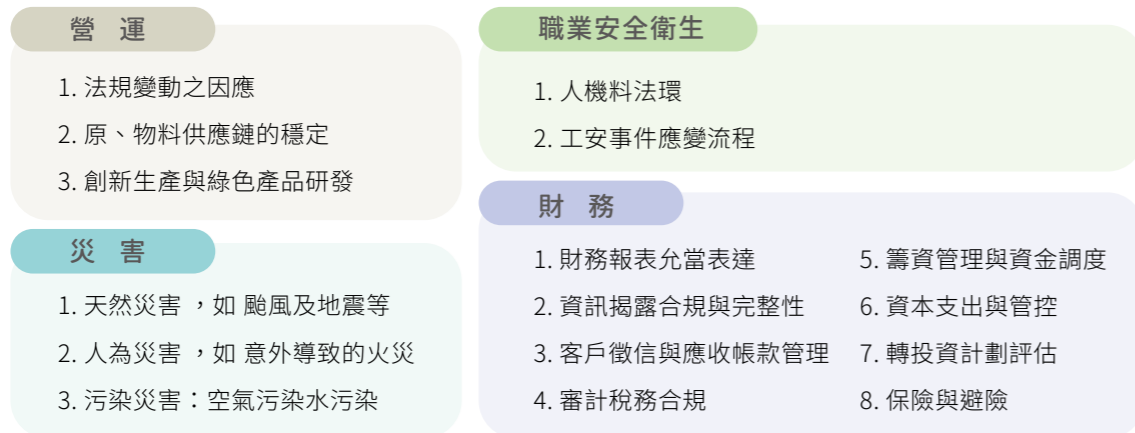 營 運
1. 法規變動之因應
2. 原、物料供應鏈的穩定
3. 創新生產與綠色產品研發
職業安全衛生
1. 人機料法環
2. 工安事件應變流程
災 害
1. 天然災害 ,如 颱風及地震等
2. 人為災害 ,如 意外導致的火災
3. 污染災害：空氣污染水污染
財 務
1. 財務報表允當表達
2. 資訊揭露合規與完整性
3. 客戶徵信與應收帳款管理
4. 審計稅務合規
5. 籌資管理與資金調度
6. 資本支出與管控
7. 轉投資計劃評估
8. 保險與避險